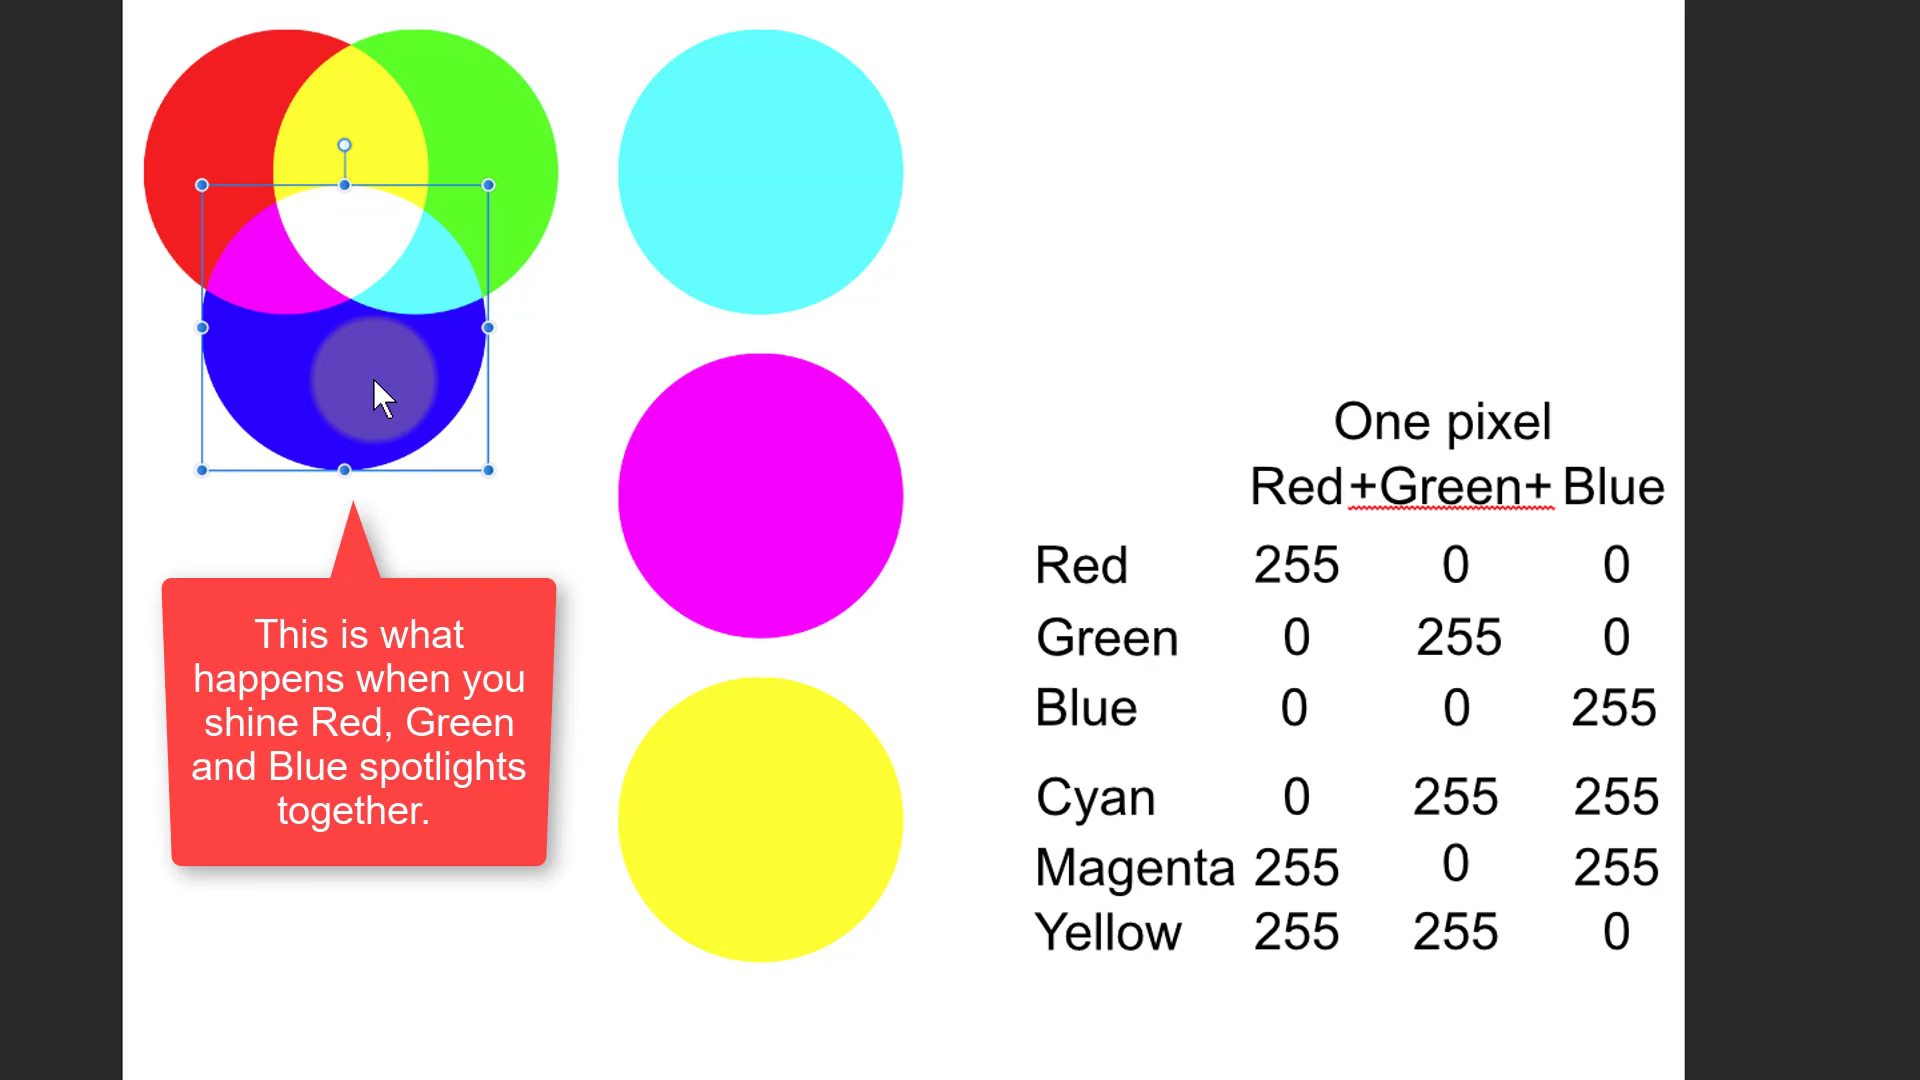 This is what
happens when you
shine Red, Green
and Blue spotlights
together.
One pixel
Red+Green+ Blue
Red 255 0 0
Green 0 255 0
Blue 0 0 255
Cyan 0 255 255
Magenta 255 0 255
Yellow 255 255 0